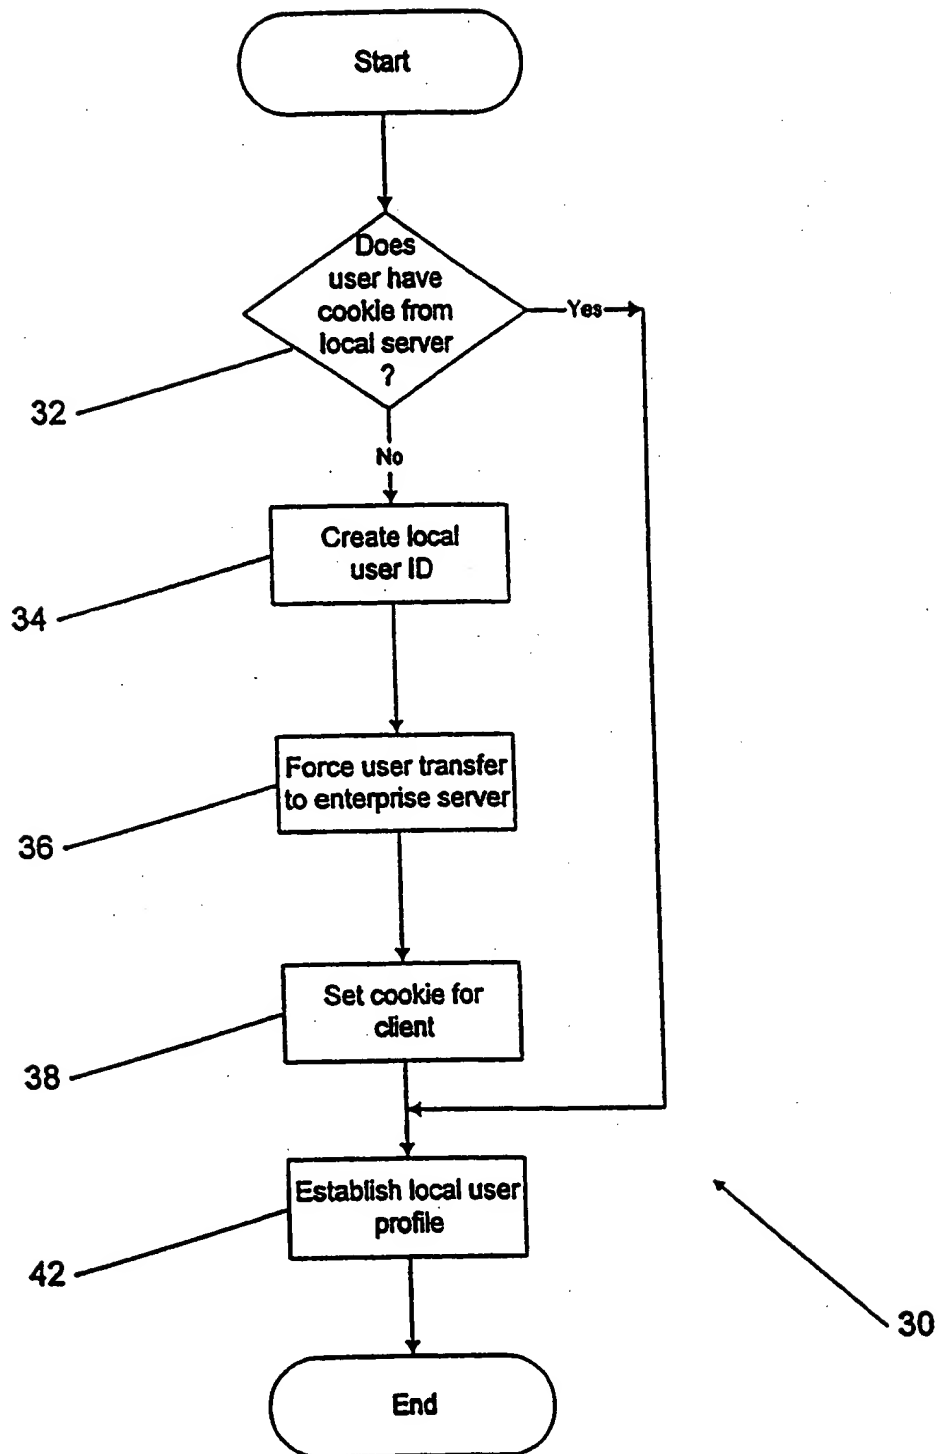 Start
Does
user have
cookie from
local server
?
Yes
32
No
Create local
user ID
34
Force user transfer
to enterprise server
36
Set cookie for
client
38
Establish local user
profile
42
30
End